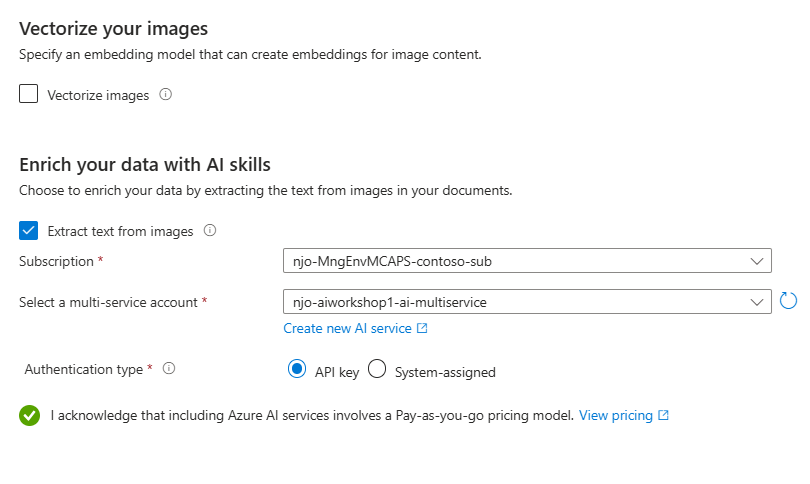 Vectorize your images
Specify an embedding model that can create embeddings for image content.
Vectorize images
Enrich your data with AI skills
Choose to enrich your data by extracting the text from images in your documents.
Extract text from images
Subscription * njo-MngEnvMCAPS-contoso-sub
Select a multi-service account * njo-aiworkshop1-ai-multiservice
Create new AI service
Authentication type * API key System-assigned
I acknowledge that including Azure AI services involves a Pay-as-you-go pricing model. View pricing